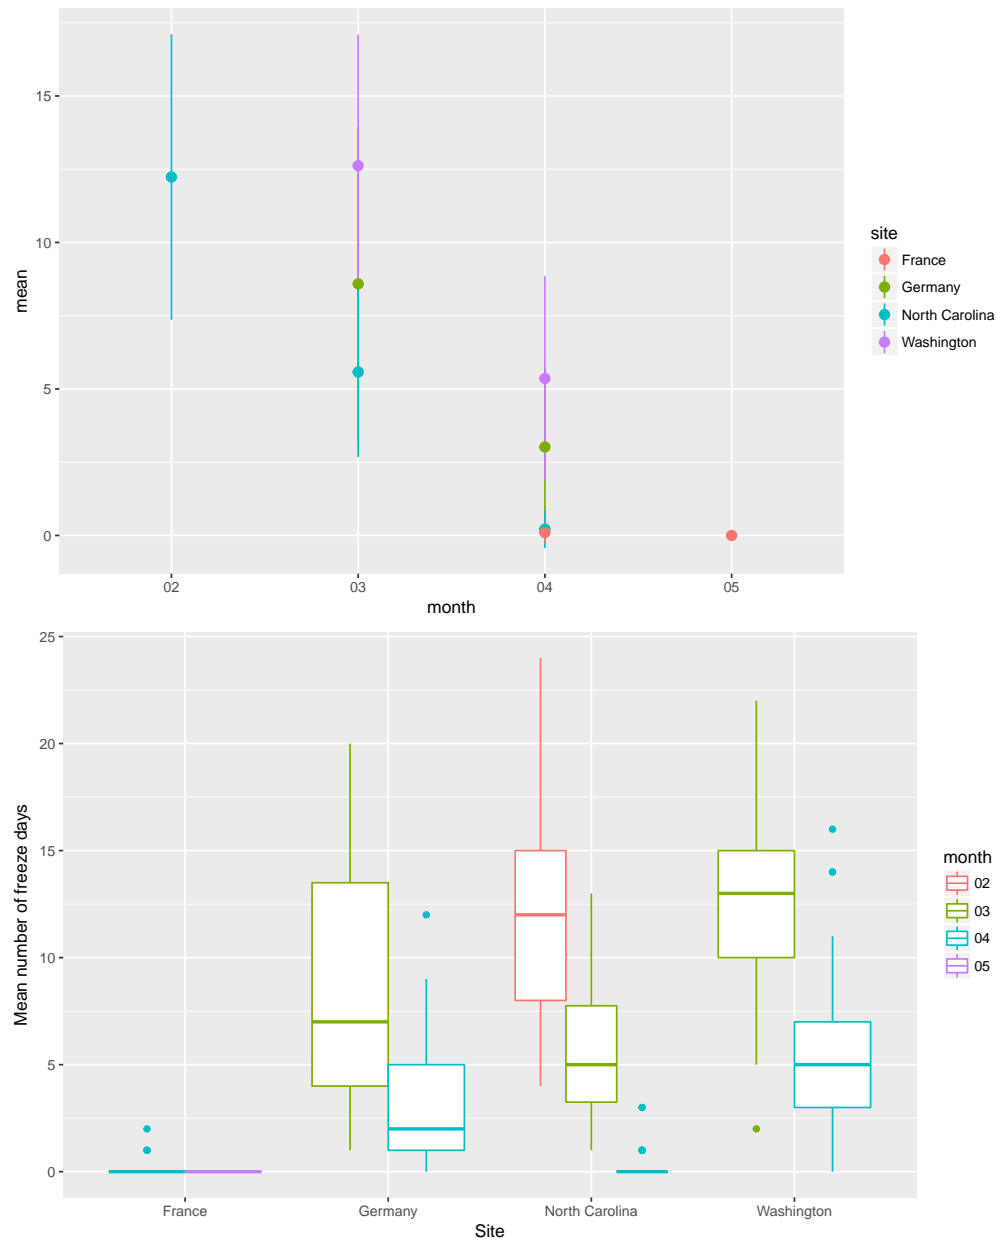 15
10
5
0
mean
02
03
04
05
month
site
France
Germany
North Carolina
Washington
25
20
15
10
5
0
Mean number of freeze days
France
Germany
North Carolina
Washington
Site
month
02
03
04
05